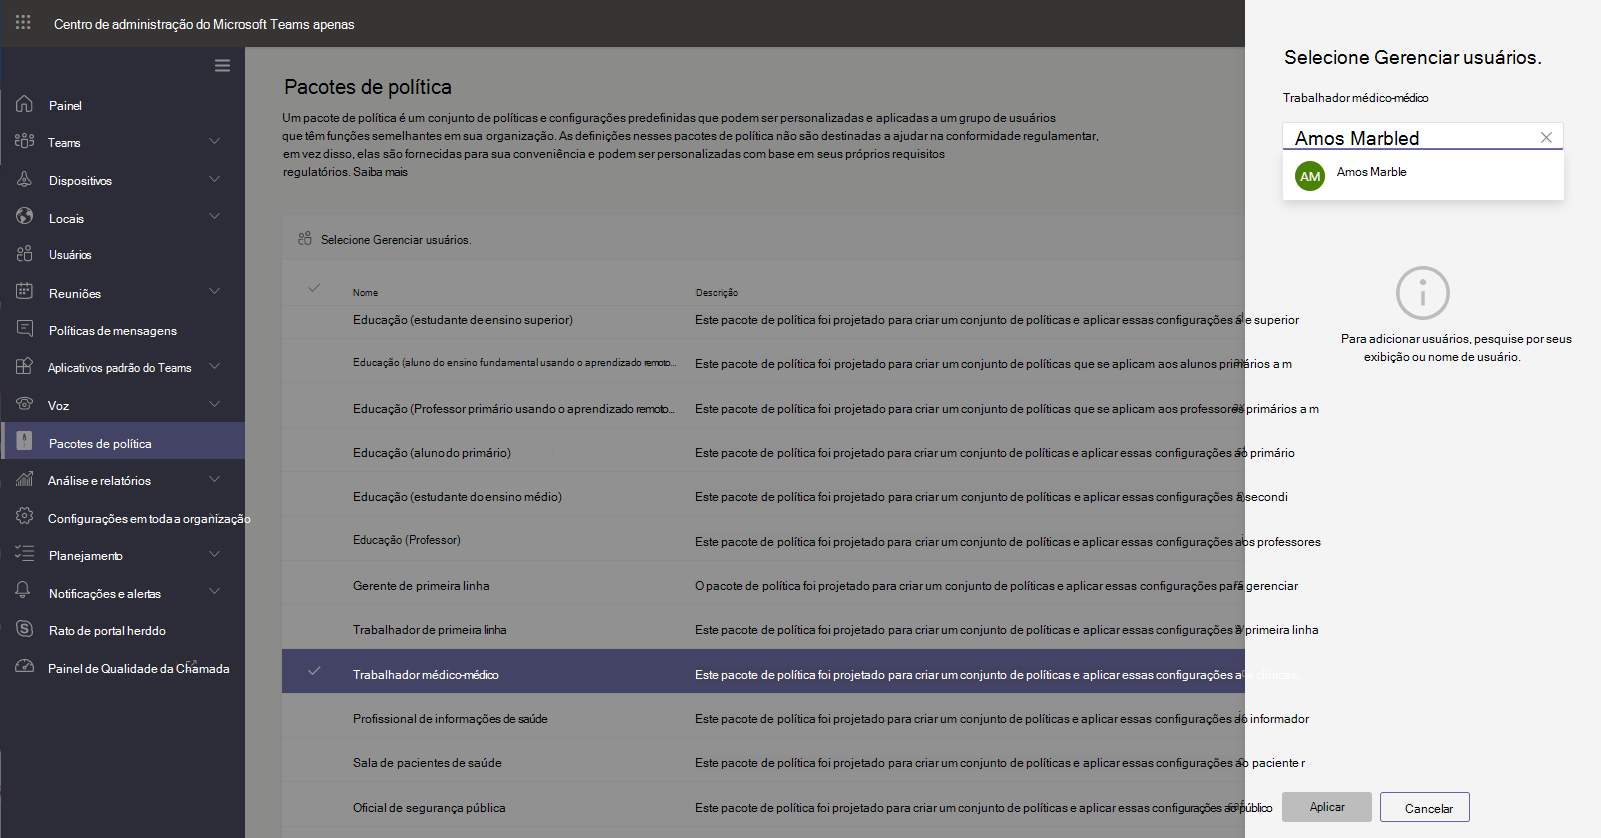 Centro de administração do Microsoft Teams apenas
Painel
Teams
Dispositivos
Locais
Usuários
Reuniões
Políticas de mensagens
Aplicativos padrão do Teams
Voz
Pacotes de política
Análise e relatórios
Configurações em toda a organização
Planejamento
Notificações e alertas
Rato de portal herddo
Painel de Qualidade da Chamada
Pacotes de política
Um pacote de política é um conjunto de políticas e configurações predefinidas que podem ser personalizadas e aplicadas a um grupo de usuários
que têm funções semelhantes em sua organização. As definições nesses pacotes de política não são destinadas a ajudar na conformidade regulamentar,
em vez disso, elas são fornecidas para sua conveniência e podem ser personalizadas com base em seus próprios requisitos
regulatórios. Saiba mais
Selecione Gerenciar usuários.
Nome Descrição
Educação (estudante de ensino superior) Este pacote de política foi projetado para criar um conjunto de políticas e aplicar essas configurações a e superior
Educação (aluno do ensino fundamental usando o aprendizado remoto... Este pacote de política foi projetado para criar um conjunto de políticas que se aplicam aos alunos primários a m
Educação (Professor primário usando o aprendizado remoto... Este pacote de política foi projetado para criar um conjunto de políticas que se aplicam aos professores primários a m
Educação (aluno do primário) Este pacote de política foi projetado para criar um conjunto de políticas e aplicar essas configurações ao primário
Educação (estudante do ensino médio) Este pacote de política foi projetado para criar um conjunto de políticas e aplicar essas configurações a secondi
Educação (Professor) Este pacote de política foi projetado para criar um conjunto de políticas e aplicar essas configurações aos professores
Gerente de primeira linha O pacote de política foi projetado para criar um conjunto de políticas e aplicar essas configurações para gerenciar
Trabalhador de primeira linha Este pacote de política foi projetado para criar um conjunto de políticas e aplicar essas configurações a primeira linha
Trabalhador médico-médico Este pacote de política foi projetado para criar um conjunto de políticas e aplicar essas configurações a clínicas,
Profissional de informações de saúde Este pacote de política foi projetado para criar um conjunto de políticas e aplicar essas configurações ao informador
Sala de pacientes de saúde Este pacote de política foi projetado para criar um conjunto de políticas e aplicar essas configurações ao paciente r
Oficial de segurança pública Este pacote de política foi projetado para criar um conjunto de políticas e aplicar essas configurações ao público
Selecione Gerenciar usuários.
Trabalhador médico-médico
Amos Marbled
AM Amos Marble
Para adicionar usuários, pesquise por seus
exibição ou nome de usuário.
Aplicar Cancelar